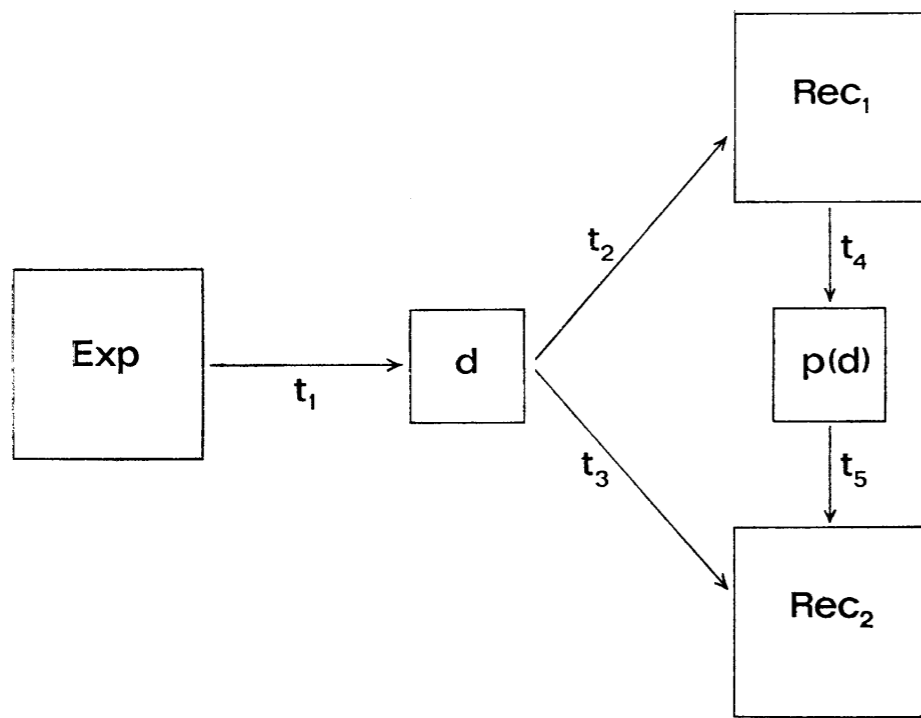 Rec₁
t₂
t₄
Exp
d
p(d)
t₁
t₃
t₅
Rec₂